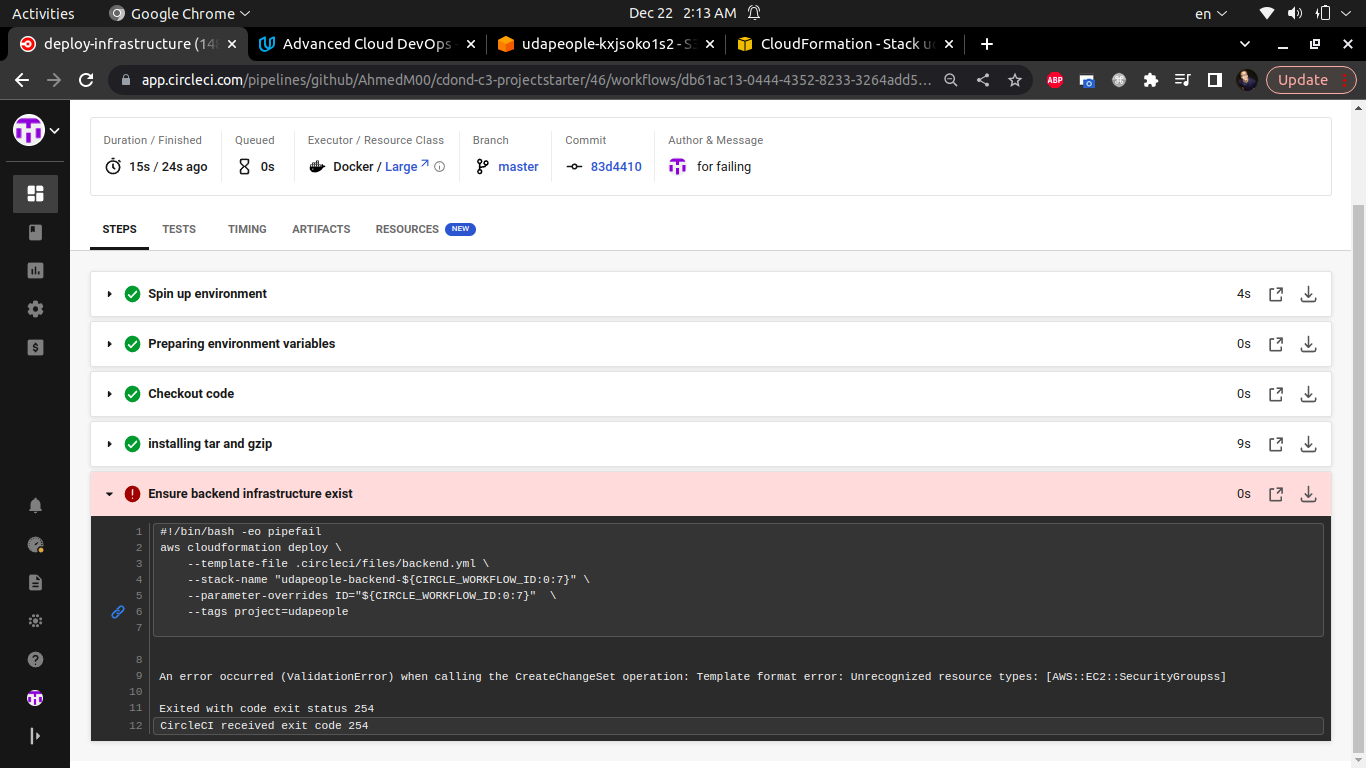 Activities
Google Chrome
Dec 22 2:13 AM
en
deploy-infrastructure (148
Advanced Cloud DevOps
udapeople-kxjsoko1s2 - S3
CloudFormation - Stack ud
app.circleci.com/pipelines/github/AhmedM00/cdond-c3-projectstarter/46/workflows/db61ac13-0444-4352-8233-3264add5...
ABP
Update
Duration / Finished
Queued
Executor / Resource Class
Branch
Commit
Author & Message
15s / 24s ago
0s
Docker / Large
master
83d4410
for failing
STEPS
TESTS
TIMING
ARTIFACTS
RESOURCES
NEW
Spin up environment
4s
Preparing environment variables
0s
Checkout code
0s
installing tar and gzip
9s
Ensure backend infrastructure exist
0s
1 #!/bin/bash -eo pipefail
2 aws cloudformation deploy \
3 --template-file .circleci/files/backend.yml \
4 --stack-name "udapeople-backend-${CIRCLE_WORKFLOW_ID:0:7}" \
5 --parameter-overrides ID="${CIRCLE_WORKFLOW_ID:0:7}" \
6 --tags project=udapeople
7
8
9 An error occurred (ValidationError) when calling the CreateChangeSet operation: Template format error: Unrecognized resource types: [AWS::EC2::SecurityGroupss]
10
11 Exited with code exit status 254
12 CircleCI received exit code 254